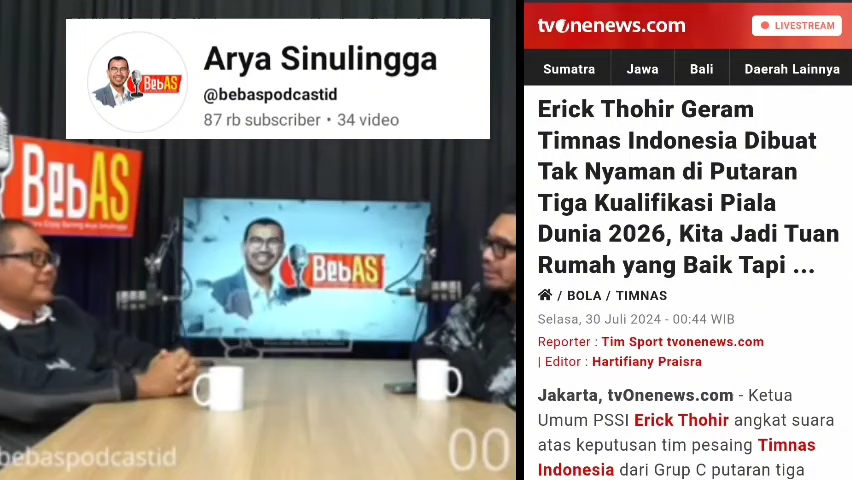 Arya Sinulingga
@bebaspodcastid
87 rb subscriber • 34 video
BebAS
BebAS
BebAS
bebaspodcastid
00
tvOnenews.com
LIVESTREAM
Sumatra Jawa Bali Daerah Lainnya
Erick Thohir Geram
Timnas Indonesia Dibuat
Tak Nyaman di Putaran
Tiga Kualifikasi Piala
Dunia 2026, Kita Jadi Tuan
Rumah yang Baik Tapi ...
/ BOLA / TIMNAS
Selasa, 30 Juli 2024 - 00:44 WIB
Reporter : Tim Sport tvonenews.com
| Editor : Hartifiany Praisra
Jakarta, tvOnenews.com - Ketua
Umum PSSI Erick Thohir angkat suara
atas keputusan tim pesaing Timnas
Indonesia dari Grup C putaran tiga